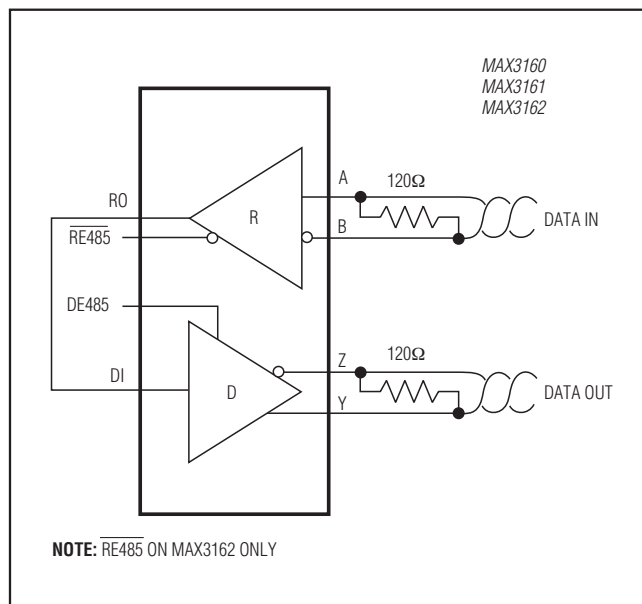 MAX3160
MAX3161
MAX3162
A
120Ω
RO
R
DATA IN
RE485
B
DE485
Z
120Ω
DI
D
DATA OUT
Y
NOTE: RE485 ON MAX3162 ONLY